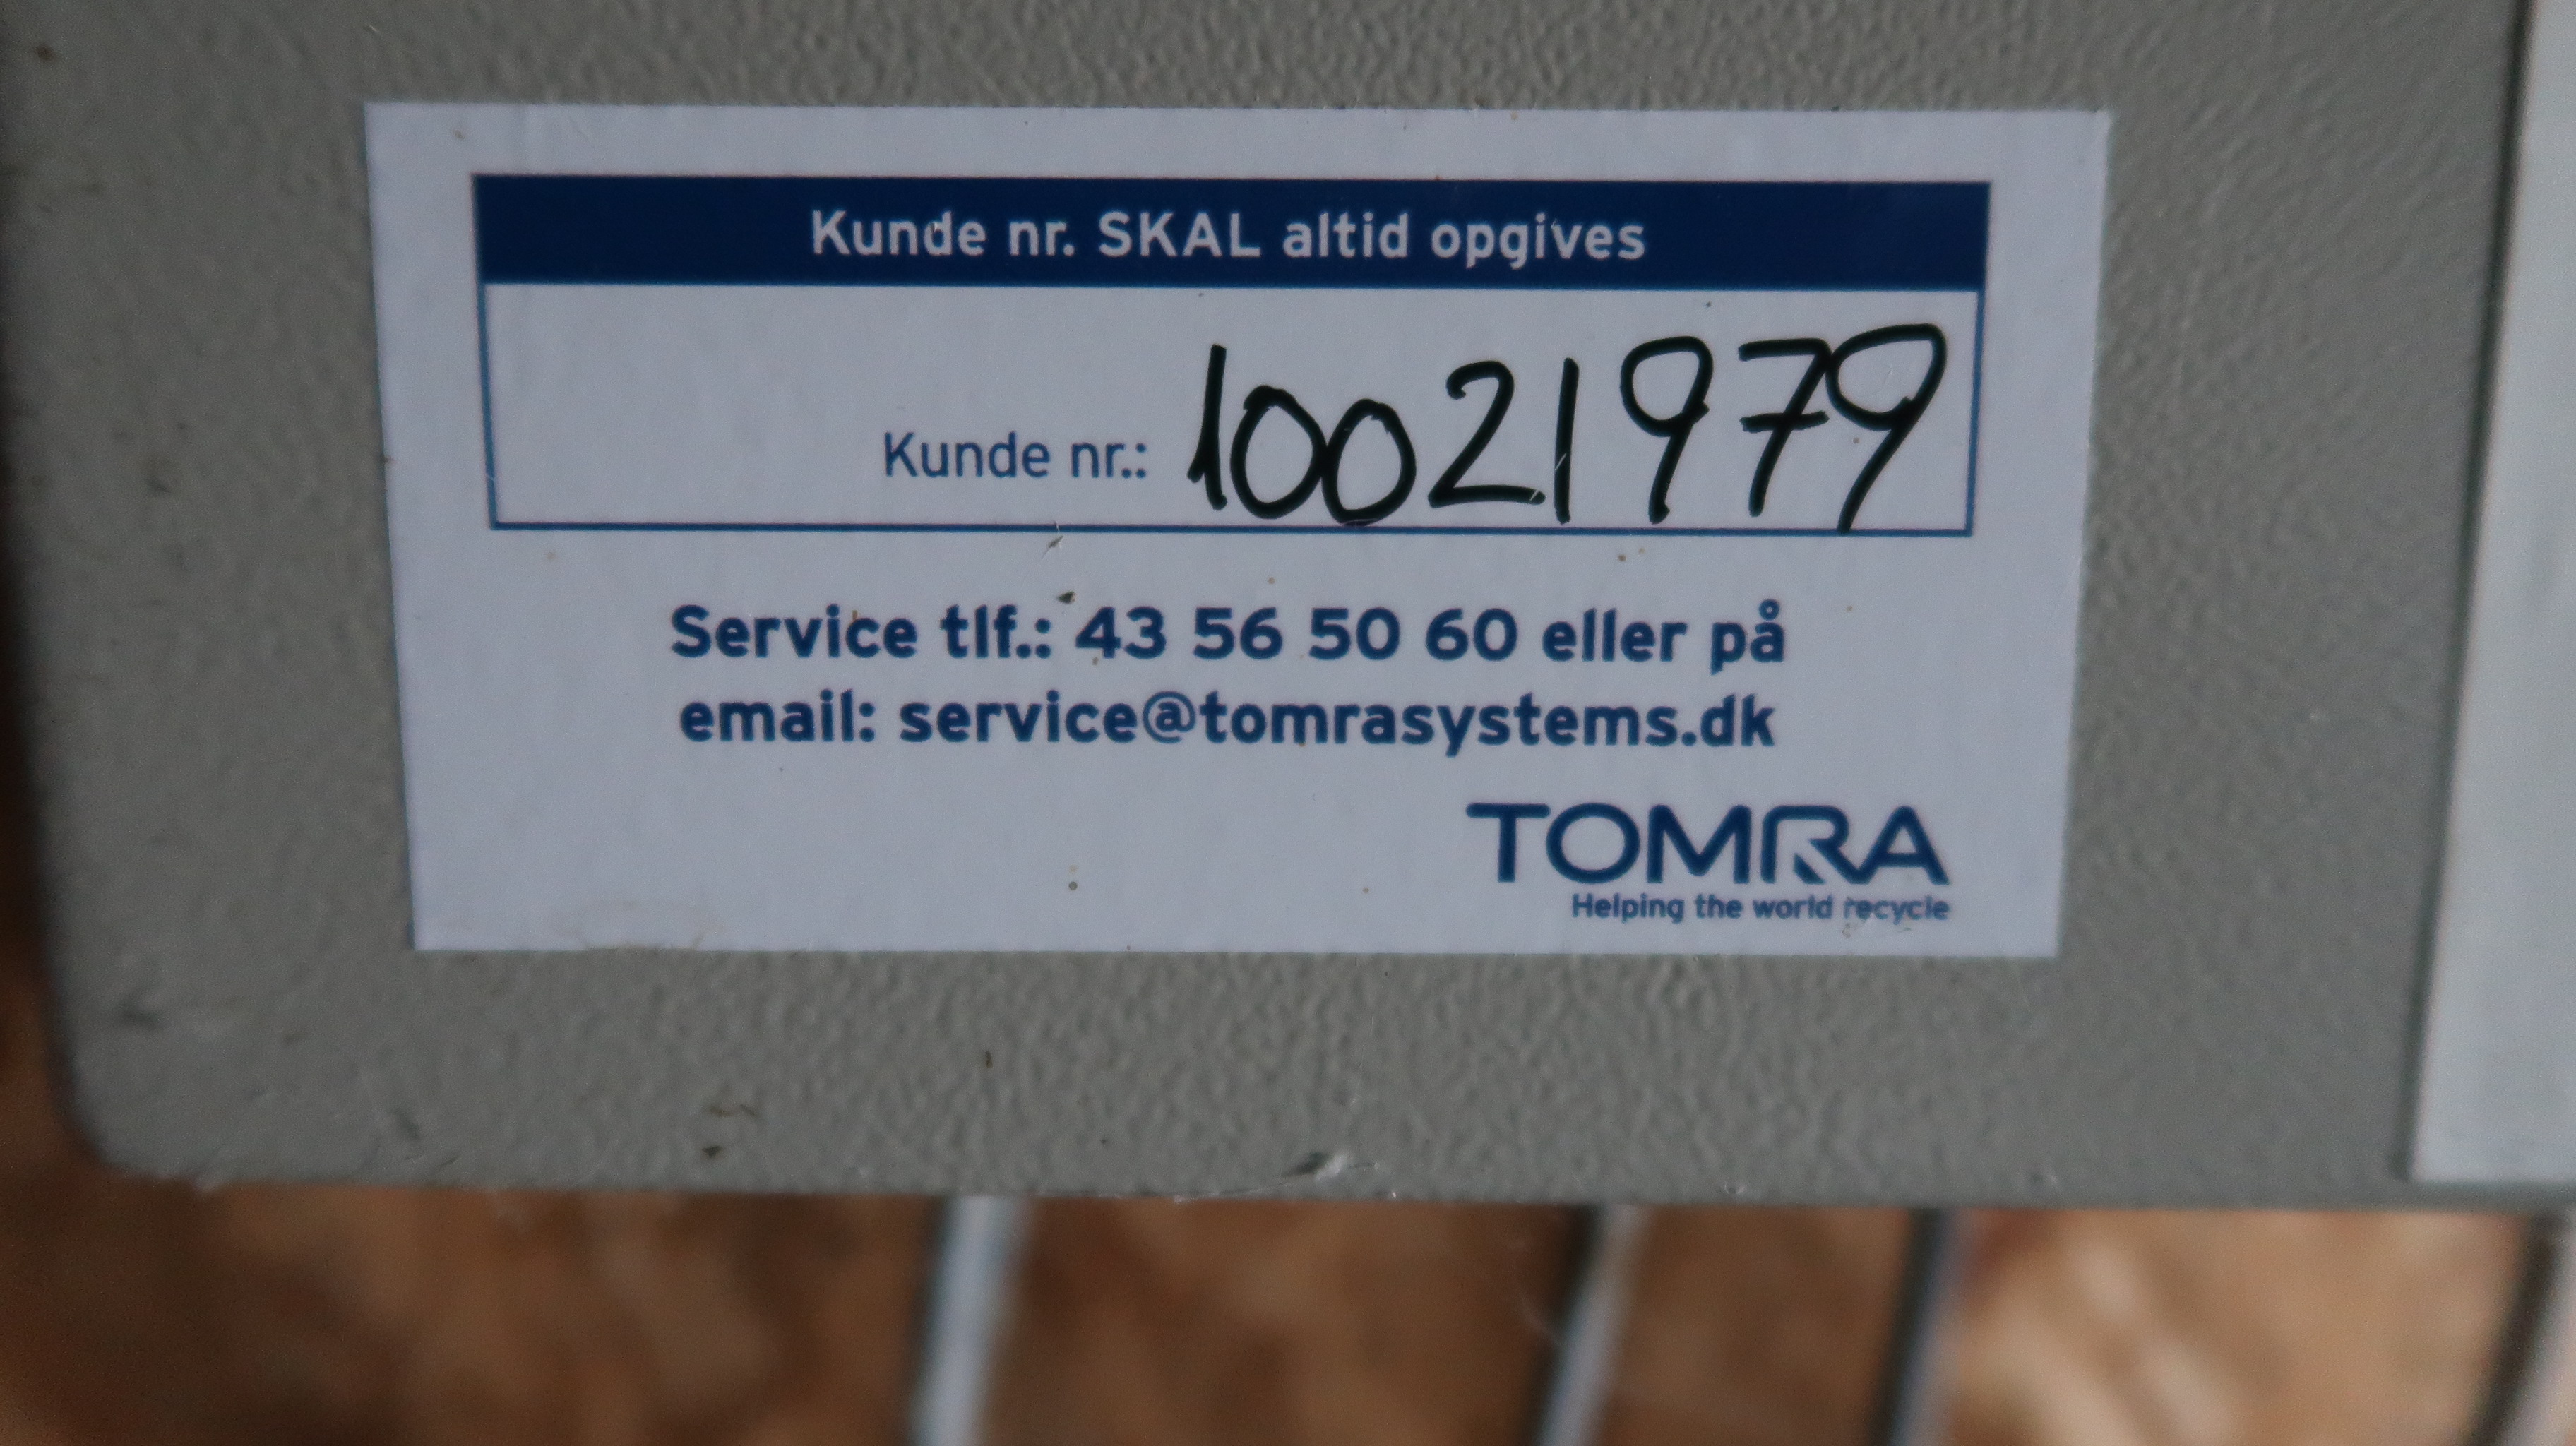 Kunde nr. SKAL altid opgives
Kunde nr.: 10021979
Service tlf.: 43 56 50 60 eller på
email: service@tomrasystems.dk
TOMRA
Helping the world recycle